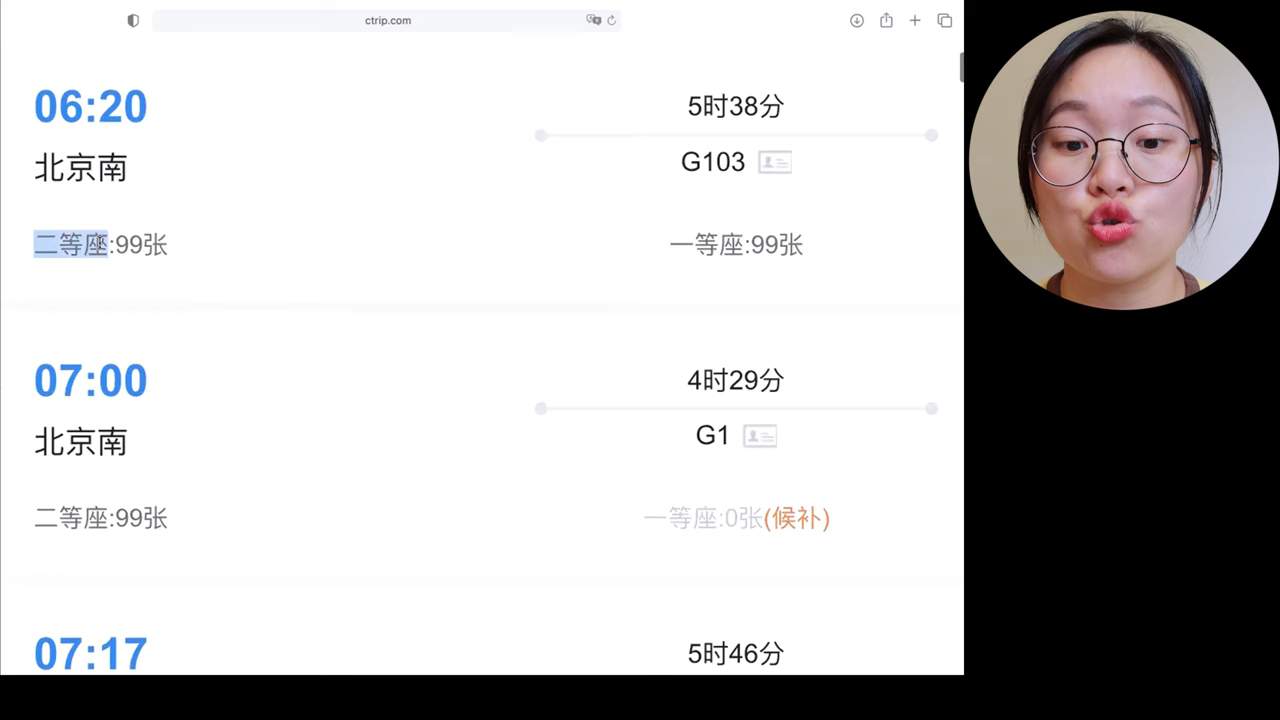 ctrip.com
06:20
5时38分
北京南
G103
二等座:99张
一等座:99张
07:00
4时29分
北京南
G1
二等座:99张
一等座:0张(候补)
07:17
5时46分